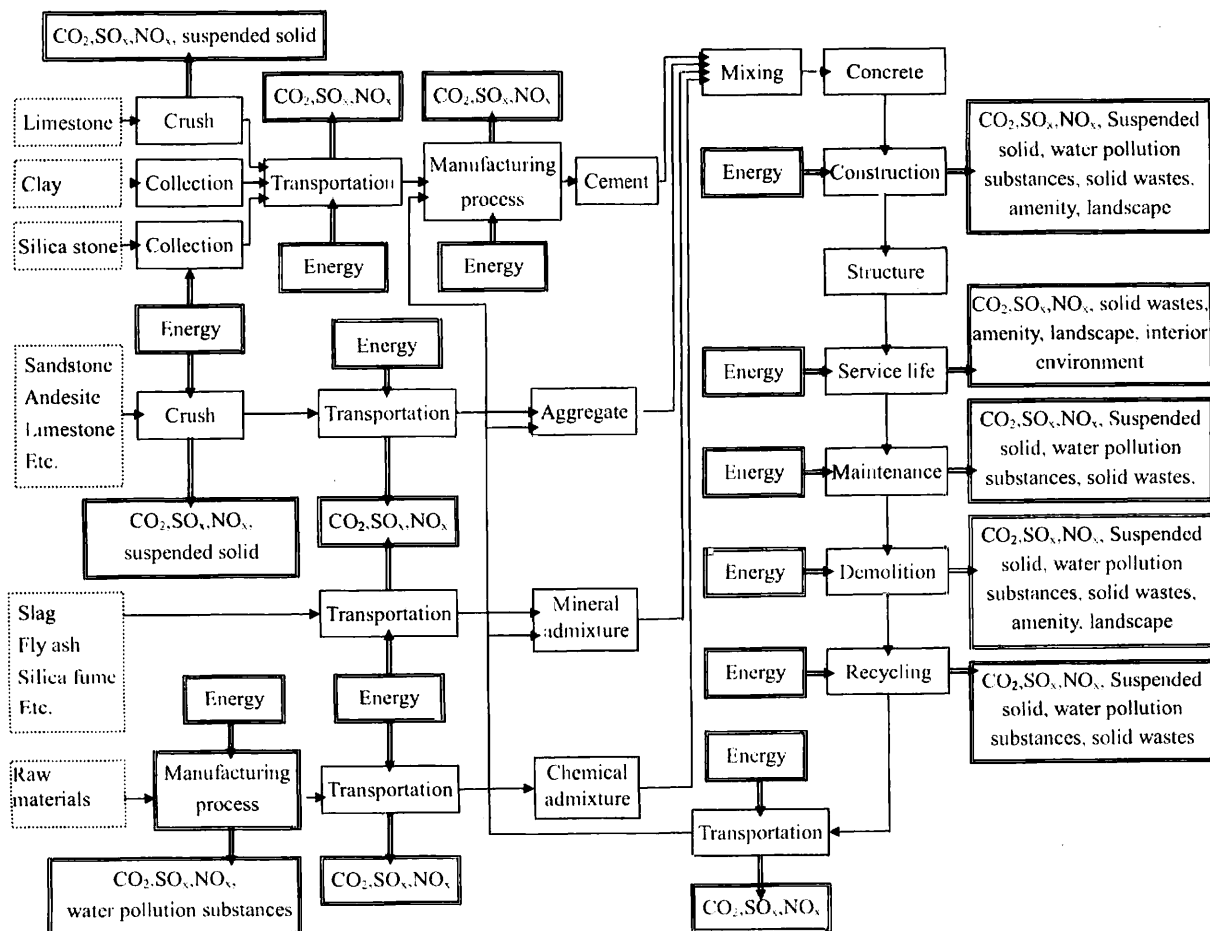 CO₂,SOₓ,NOₓ, suspended solid
Limestone
Crush
Clay
Collection
Silica stone
Collection
CO₂,SOₓ,NOₓ
Transportation
Energy
CO₂,SOₓ,NOₓ
Manufacturing
process
Energy
Cement
Mixing
Concrete
Energy
Construction
CO₂,SOₓ,NOₓ, Suspended
solid, water pollution
substances, solid wastes,
amenity, landscape
Structure
Energy
Sandstone
Andesite
Limestone
Etc.
Crush
CO₂,SOₓ,NOₓ,
suspended solid
Energy
Transportation
Aggregate
CO₂,SOₓ,NOₓ
Energy
Service life
CO₂,SOₓ,NOₓ, solid wastes,
amenity, landscape, interior
environment
Energy
Maintenance
CO₂,SOₓ,NOₓ, Suspended
solid, water pollution
substances, solid wastes.
Energy
Demolition
CO₂,SOₓ,NOₓ, Suspended
solid, water pollution
substances, solid wastes,
amenity, landscape
Slag
Fly ash
Silica fume
Etc.
Transportation
Mineral
admixture
Energy
Recycling
CO₂,SOₓ,NOₓ, Suspended
solid, water pollution
substances, solid wastes
Energy
Energy
Raw
materials
Manufacturing
process
Transportation
Chemical
admixture
Energy
Transportation
CO₂,SOₓ,NOₓ,
water pollution substances
CO₂,SOₓ,NOₓ
CO₂,SOₓ,NOₓ